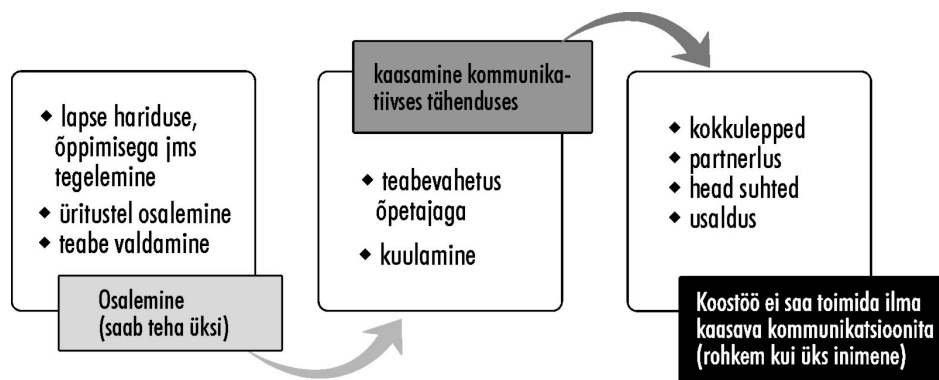 ◆ lapse hariduse,
õppimisega jms
tegelemine
◆ üritustel osalemine
◆ teabe valdamine
Osalemine
(saab teha üksi)
kaasamine kommunika-
tiivses tähenduses
◆ teabevahetus
õpetajaga
◆ kuulamine
◆ kokkulepped
◆ partnerlus
◆ head suhted
◆ usaldus
Koostöö ei saa toimida ilma
kaasava kommunikatsioonita
(rohkem kui üks inimene)